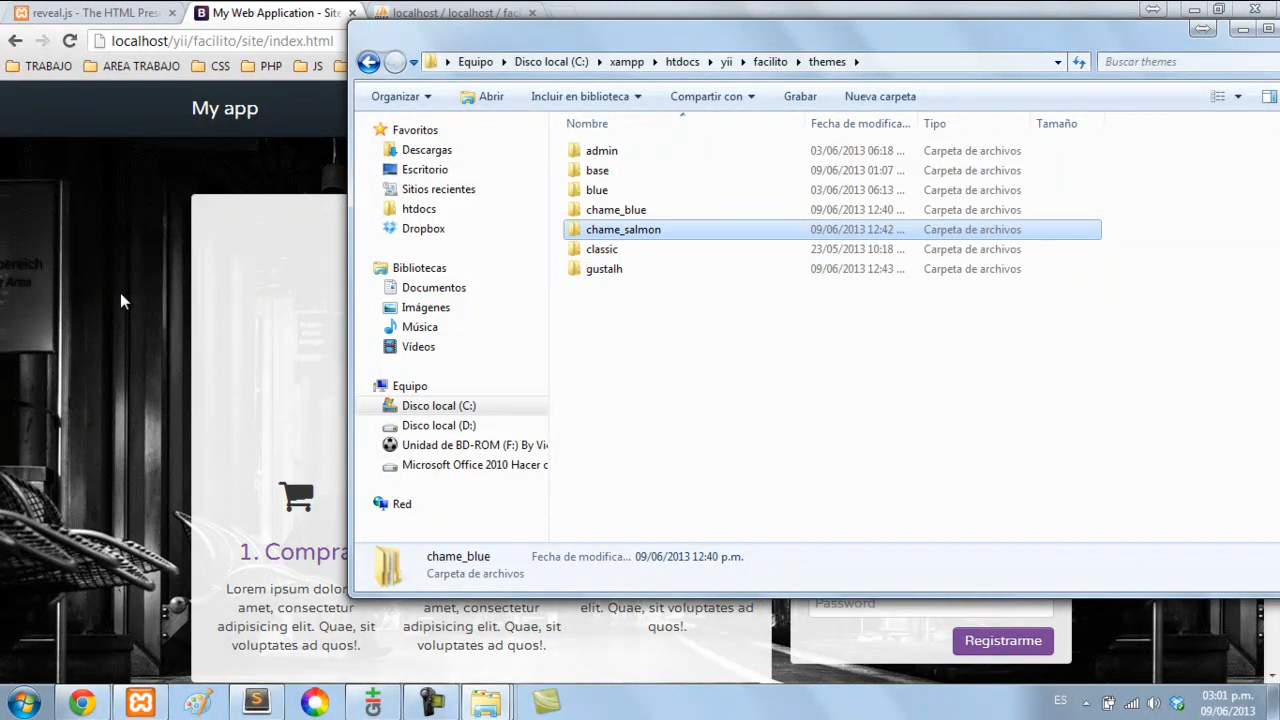 reveal.js - The HTML Pres
My Web Application - Site
localhost / localhost / faci
localhost/yii/facilito/site/index.html
TRABAJO
AREA TRABAJO
CSS
PHP
JS
My app
Equipo
Disco local (C:)
xampp
htdocs
yii
facilito
themes
Buscar themes
Organizar
Abrir
Incluir en biblioteca
Compartir con
Grabar
Nueva carpeta
Nombre
Fecha de modifica...
Tipo
Tamaño
admin 03/06/2013 06:18 ... Carpeta de archivos
base 09/06/2013 01:07 ... Carpeta de archivos
blue 03/06/2013 06:13 ... Carpeta de archivos
chame_blue 09/06/2013 12:40 ... Carpeta de archivos
chame_salmon 09/06/2013 12:42 ... Carpeta de archivos
classic 23/05/2013 10:18 ... Carpeta de archivos
gustalh 09/06/2013 12:43 ... Carpeta de archivos
Favoritos
Descargas
Escritorio
Sitios recientes
htdocs
Dropbox
Bibliotecas
Documentos
Imágenes
Música
Vídeos
Equipo
Disco local (C:)
Disco local (D:)
Unidad de BD-ROM (F:) By Vi
Microsoft Office 2010 Hacer c
Red
chame_blue Fecha de modifica... 09/06/2013 12:40 p.m.
Carpeta de archivos
1. Compra
Lorem ipsum dolor
amet, consectetur
adipisicing elit. Quae, sit
voluptates ad quos!.
amet, consectetur
adipisicing elit. Quae, sit
voluptates ad quos!.
elit. Quae, sit voluptates ad
quos!.
Password
Registrarme
ES
03:01 p.m.
09/06/2013